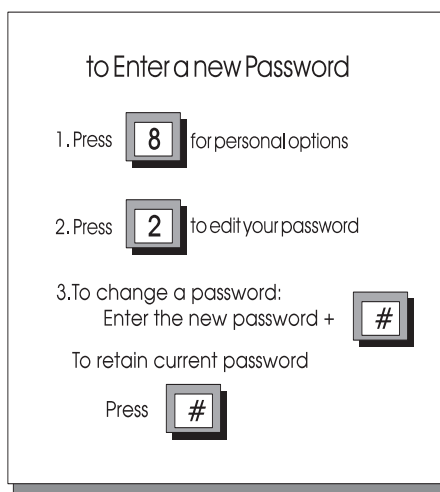 to Enter a new Password
1. Press 8 for personal options
2. Press 2 to edit your password
3. To change a password:
Enter the new password + #
To retain current password
Press #